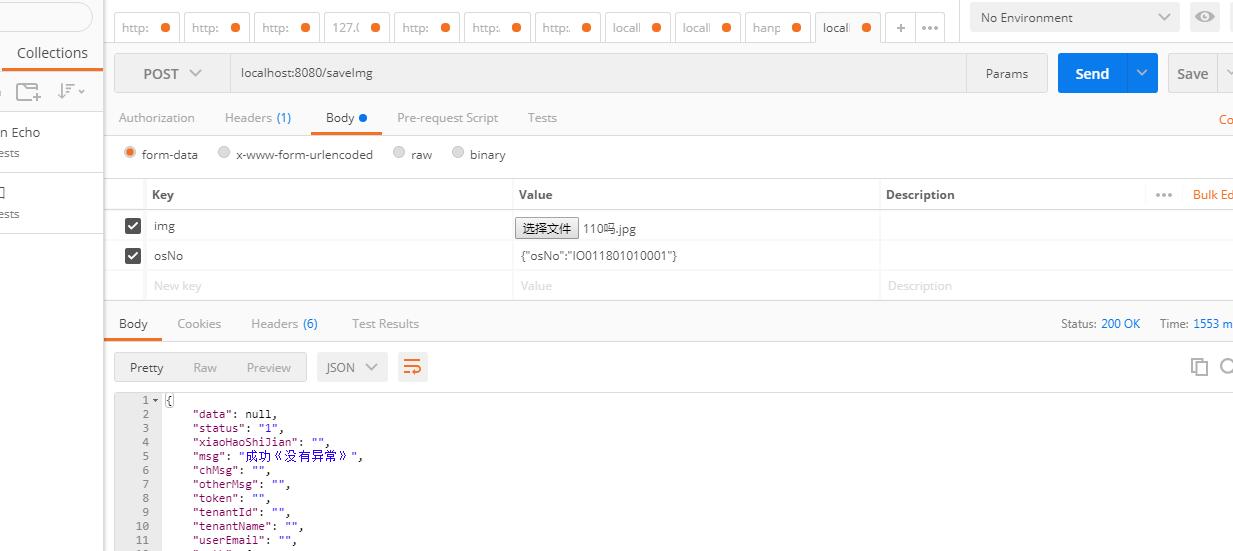 http: http: http: 127.( http: http:. http:. locall locall hanp locall + ···
No Environment
Collections
POST localhost:8080/saveImg Params Send Save
Authorization Headers (1) Body Pre-request Script Tests Co
n Echo
ests
form-data x-www-form-urlencoded raw binary
Key Value Description ··· Bulk Ed
ests
img 选择文件 110吗.jpg
osNo {"osNo":"IO011801010001"}
New key Value Description
Body Cookies Headers (6) Test Results Status: 200 OK Time: 1553 m
Pretty Raw Preview JSON
1 {
2 "data": null,
3 "status": "1",
4 "xiaoHaoShiJian": "",
5 "msg": "成功《没有异常》",
6 "chMsg": "",
7 "otherMsg": "",
8 "token": "",
9 "tenantId": "",
10 "tenantName": "",
11 "userEmail": "",